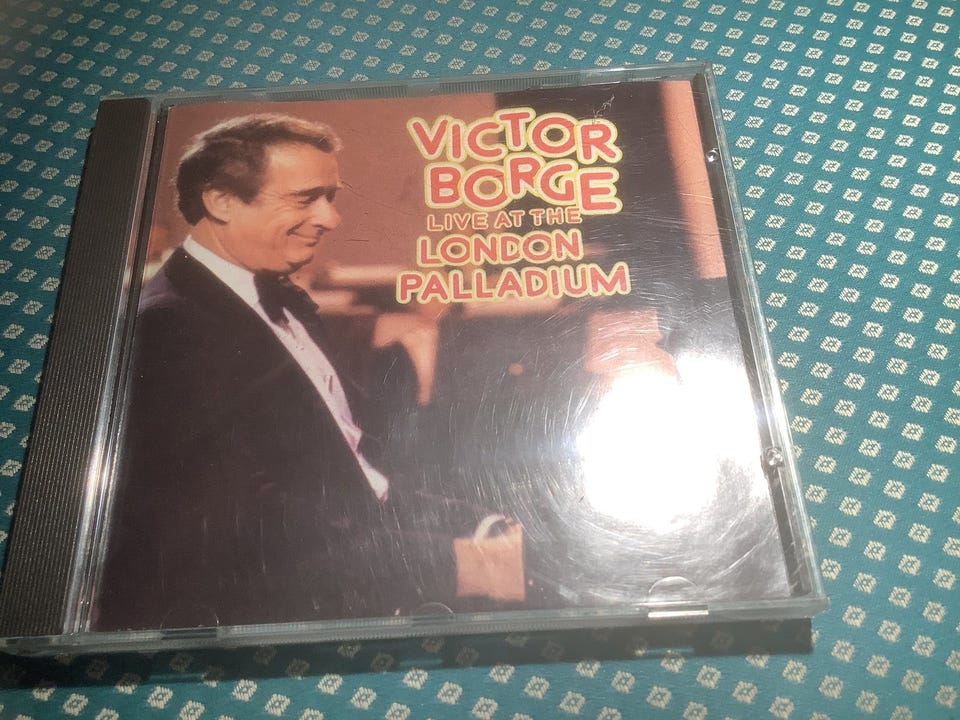 VICTOR
BORGE
LIVE AT THE
LONDON
PALLADIUM